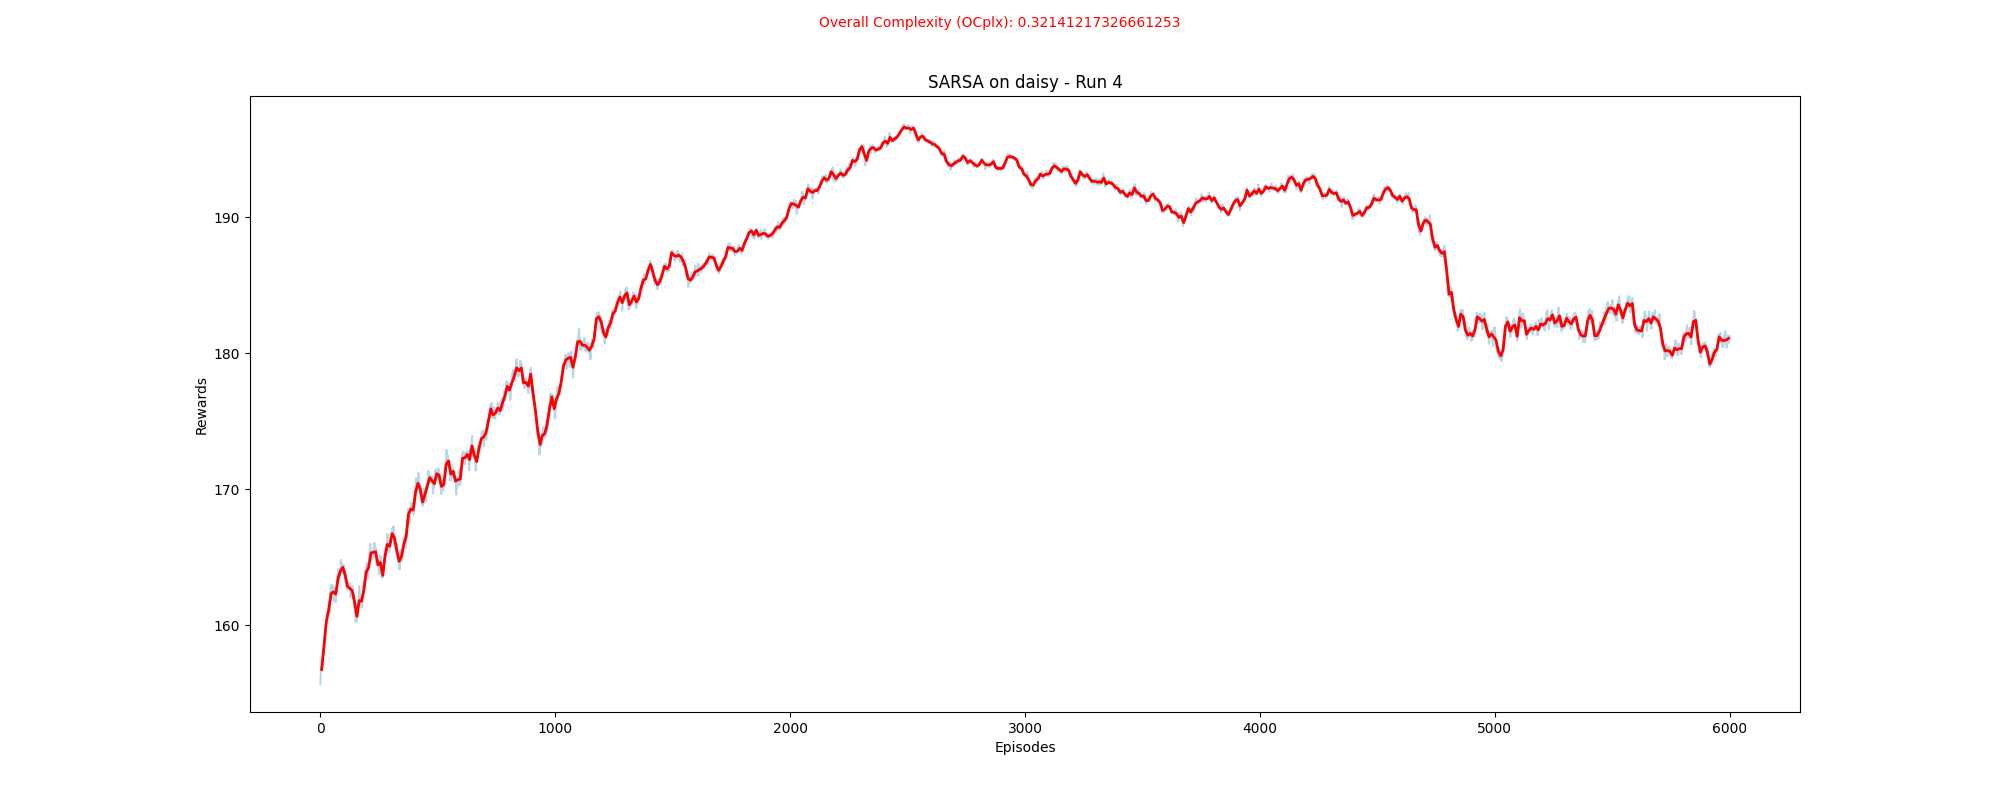 Overall Complexity (OCplx): 0.32141217326661253
SARSA on daisy - Run 4
Rewards
190
180
170
160
0 1000 2000 3000 4000 5000 6000
Episodes